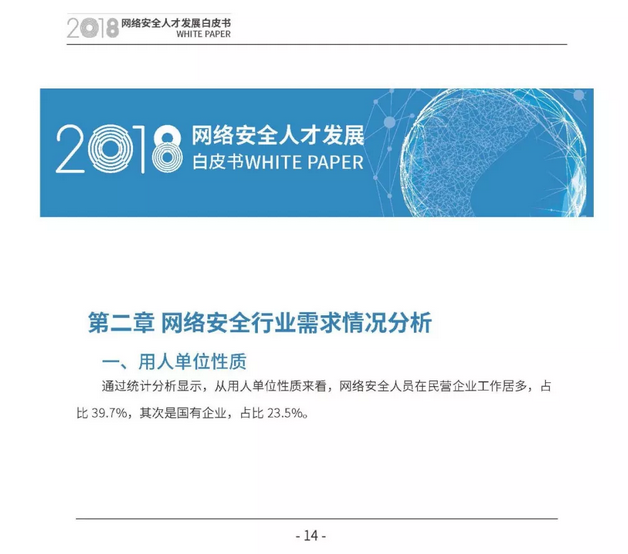 2018 网络安全人才发展白皮书
WHITE PAPER
2018 网络安全人才发展
白皮书WHITE PAPER
第二章 网络安全行业需求情况分析
一、用人单位性质
通过统计分析显示，从用人单位性质来看，网络安全人员在民营企业工作居多，占
比 39.7%，其次是国有企业，占比 23.5%。
- 14 -